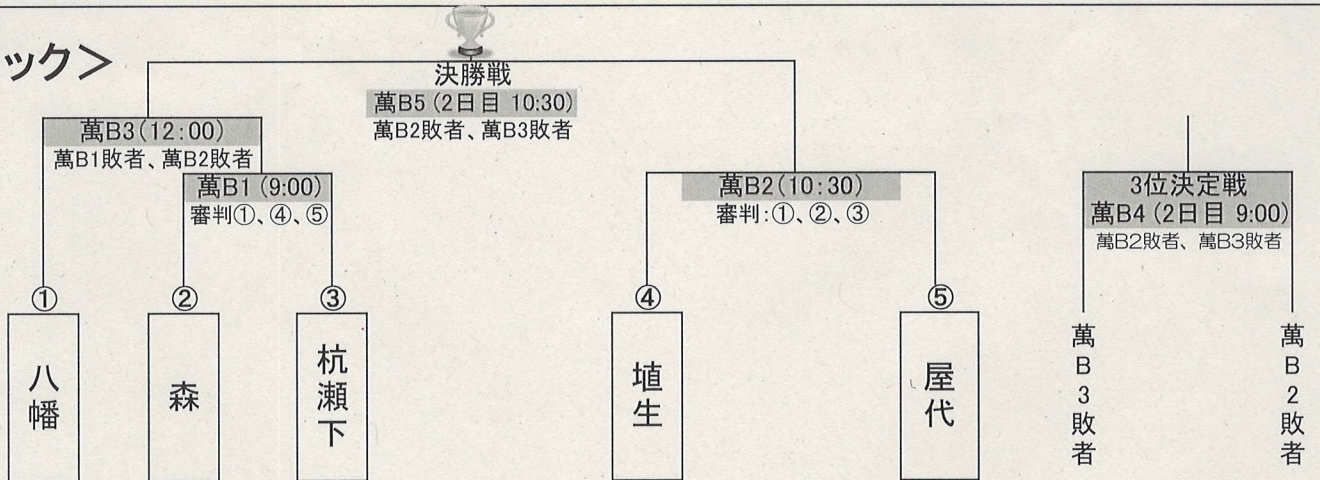 ック＞
決勝戦
萬B5（2日目 10:30）
萬B2敗者、萬B3敗者
萬B3（12：00）
萬B1敗者、萬B2敗者
萬B1（9:00）
審判①、④、⑤
萬B2（10：30）
審判：①、②、③
3位決定戦
萬B4（2日目 9:00）
萬B2敗者、萬B3敗者
①
②
③
④
⑤
八幡
森
杭瀬下
埴生
屋代
萬B3敗者
萬B2敗者